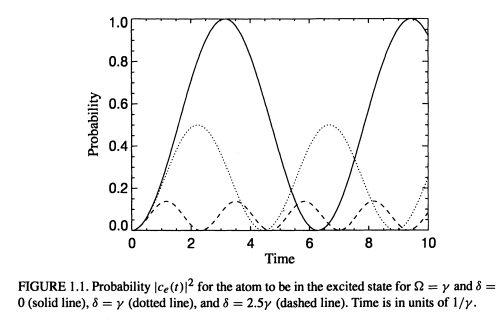 1.0
0.8
0.6
0.4
0.2
0.0
Probability
0 2 4 6 8 10
Time
FIGURE 1.1. Probability |cₑ(t)|² for the atom to be in the excited state for Ω = γ and δ =
0 (solid line), δ = γ (dotted line), and δ = 2.5γ (dashed line). Time is in units of 1/γ.